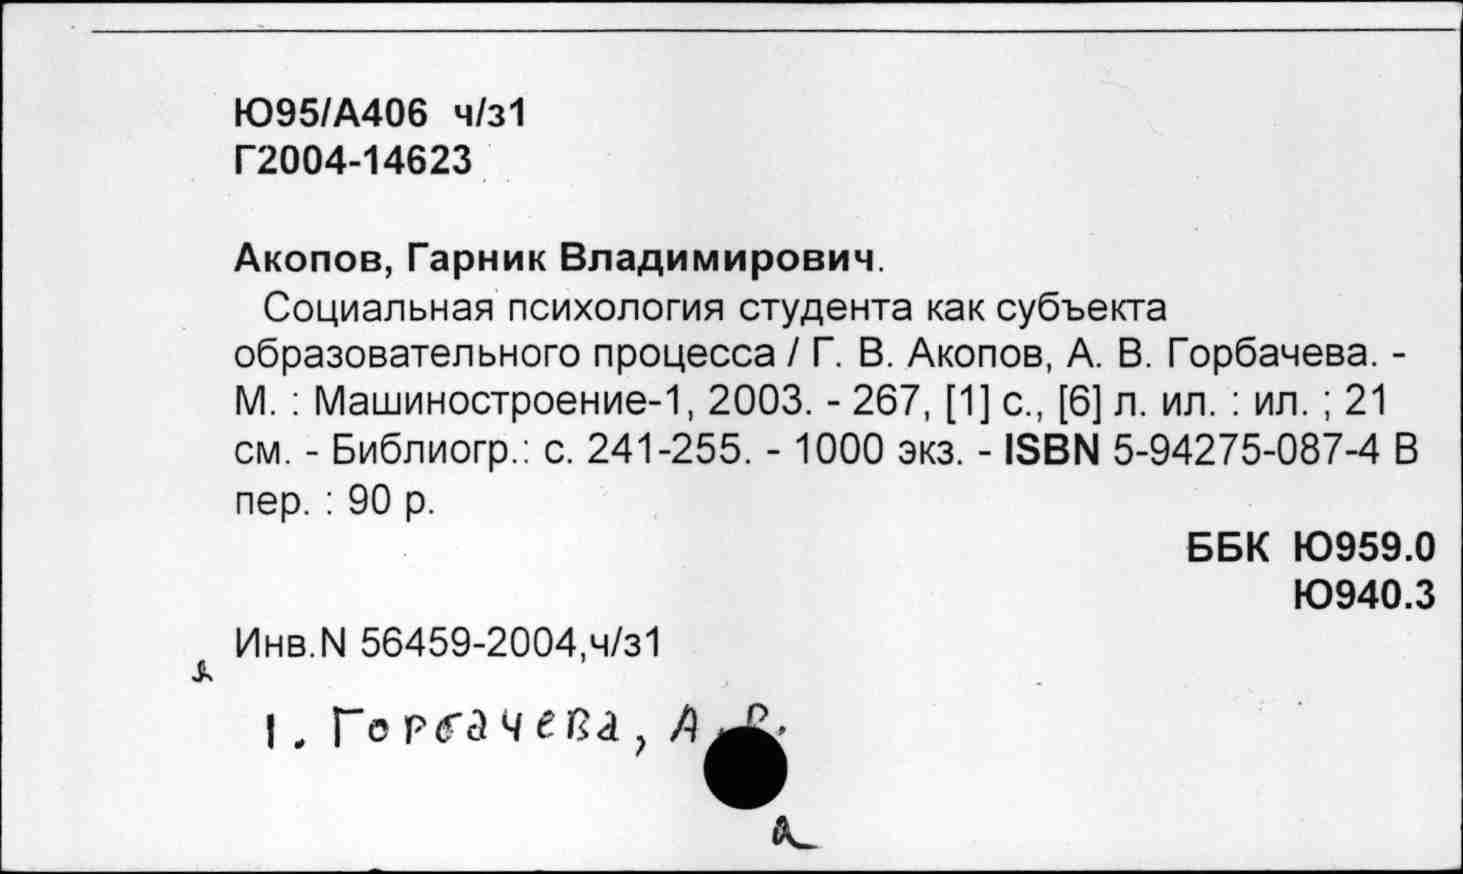 Ю95/А406 ч/з1
Г2004-14623
Акопов, Гарник Владимирович.
Социальная психология студента как субъекта
образовательного процесса / Г. В. Акопов, А. В. Горбачева. -
М. : Машиностроение-1, 2003. - 267, [1] с., [6] л. ил. : ил. ; 21
см. - Библиогр.: с. 241-255. - 1000 экз. - ISBN 5-94275-087-4 В
пер. : 90 р.
ББК Ю959.0
Ю940.3
Инв.N 56459-2004,ч/з1
1. Горбачева, А.В.